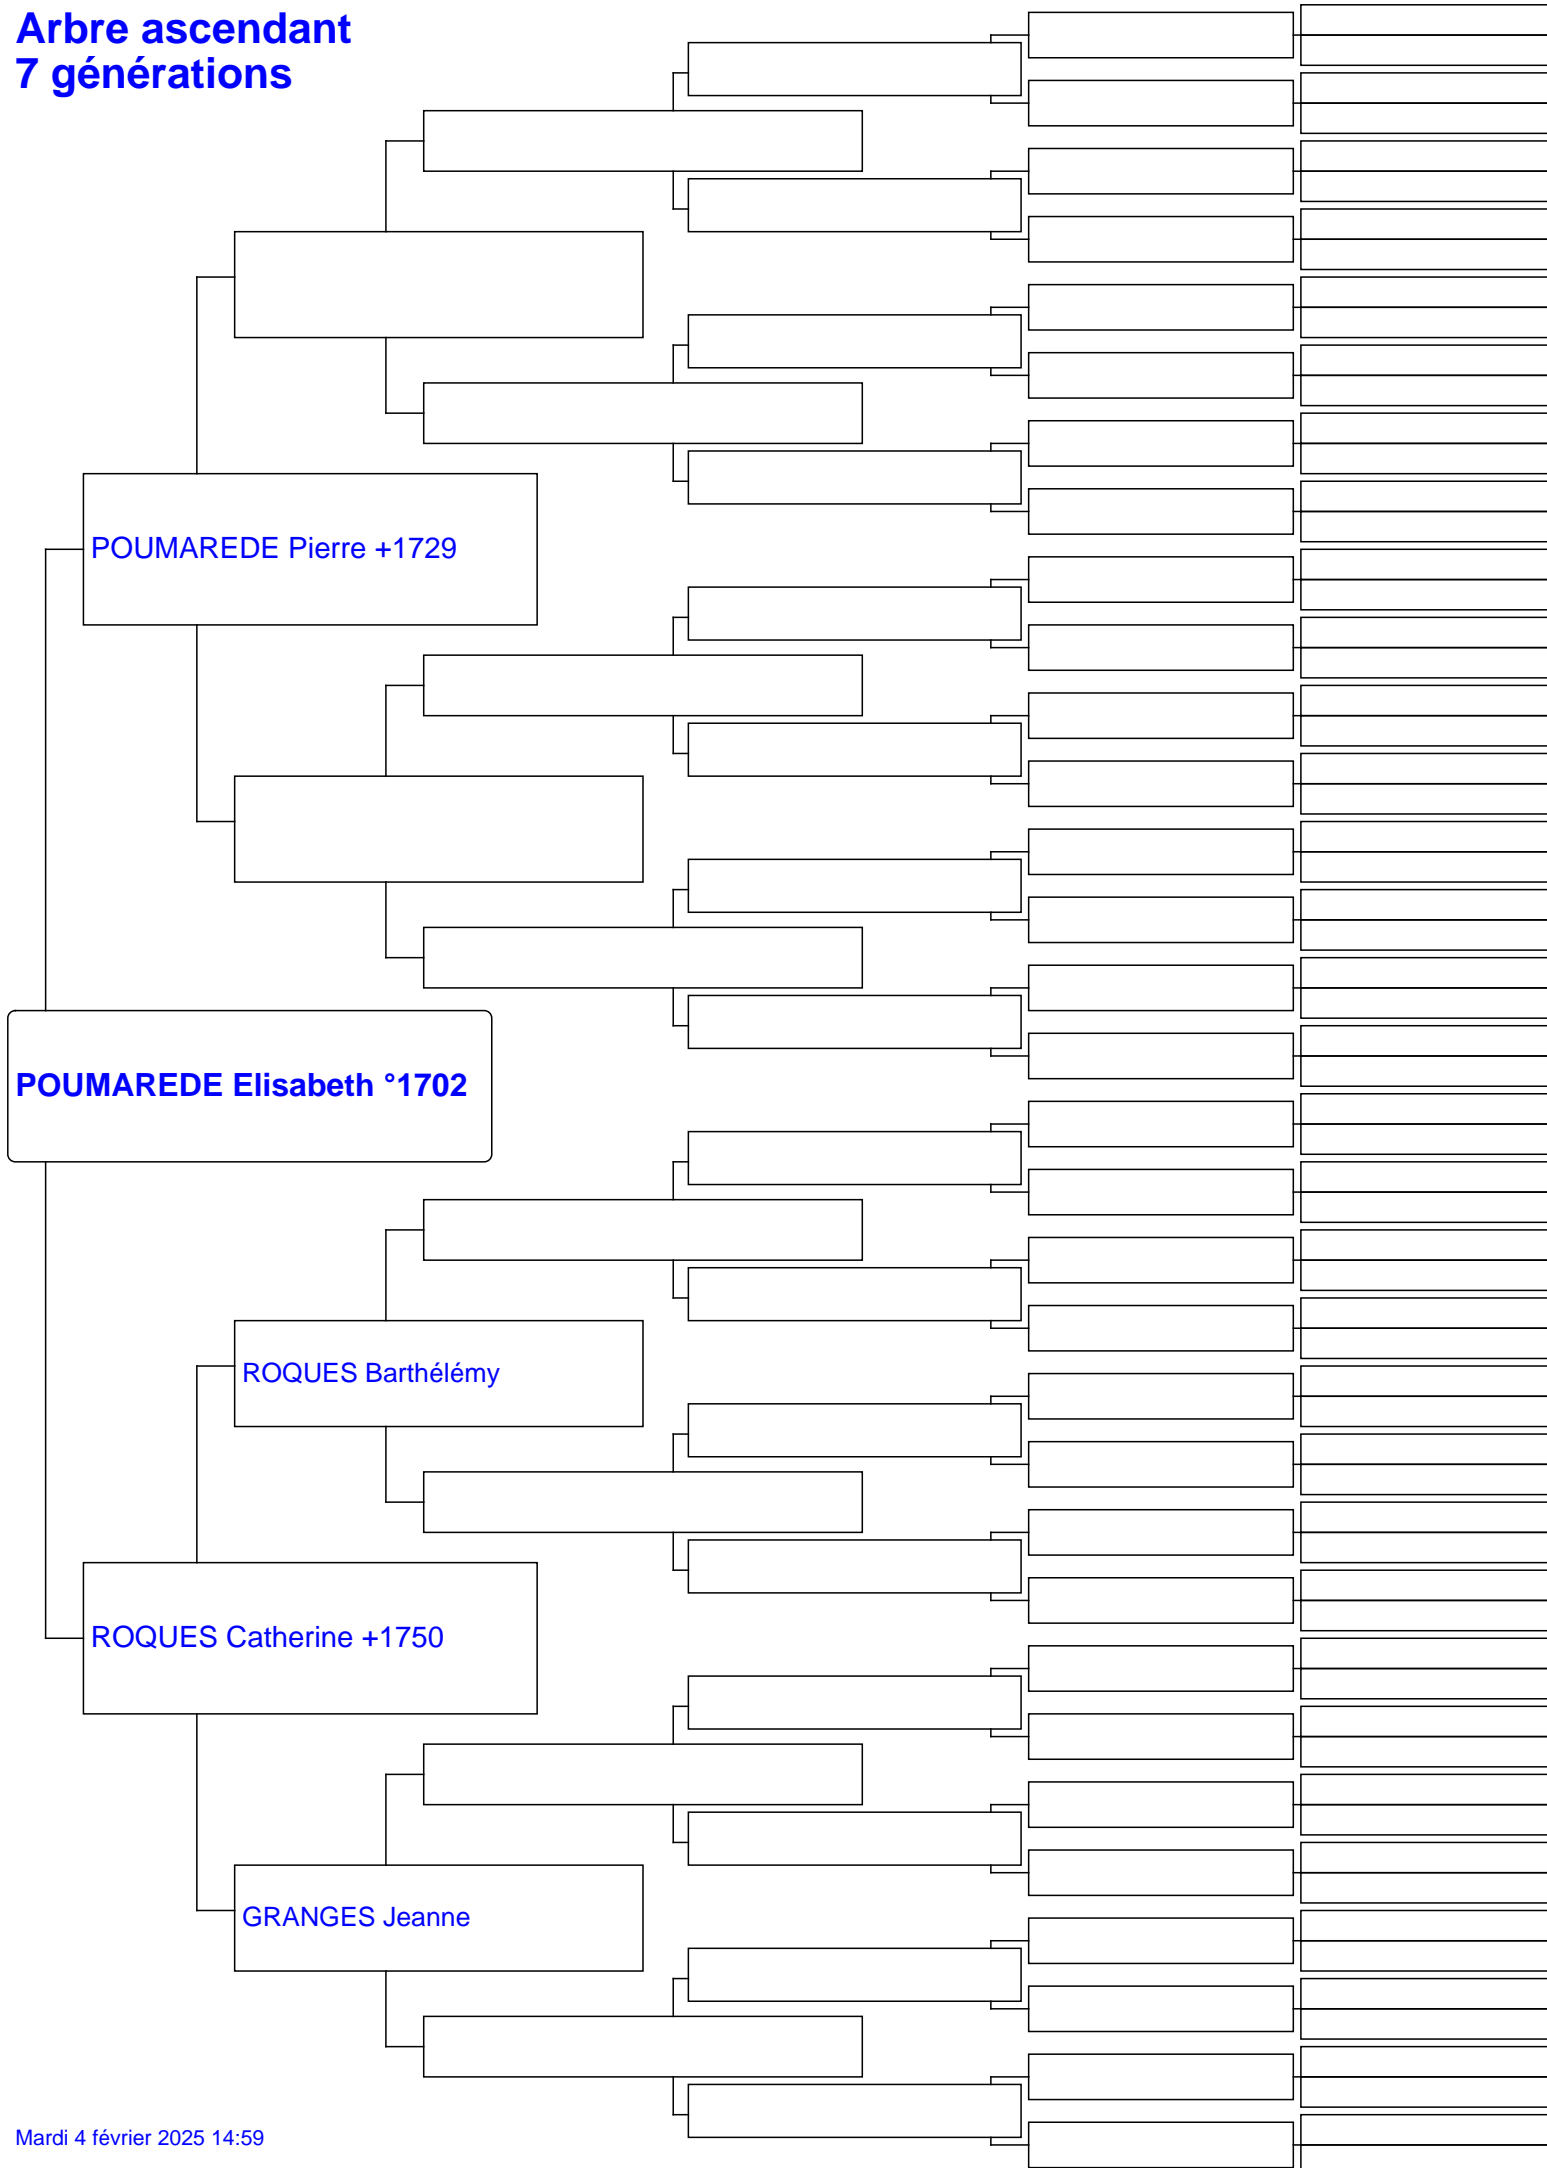 Arbre ascendant
7 générations
POUMAREDE Pierre +1729
POUMAREDE Elisabeth °1702
ROQUES Barthélémy
ROQUES Catherine +1750
GRANGES Jeanne
Mardi 4 février 2025 14:59